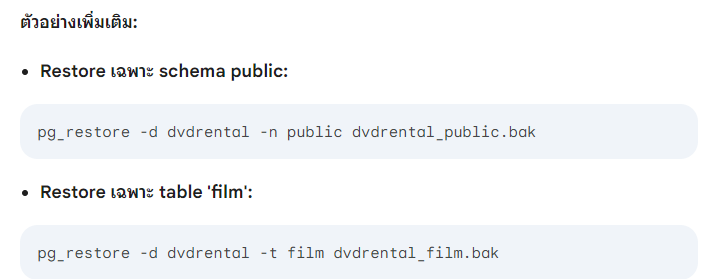 ตัวอย่างเพิ่มเติม:
• Restore เฉพาะ schema public:
pg_restore -d dvdrental -n public dvdrental_public.bak
• Restore เฉพาะ table 'film':
pg_restore -d dvdrental -t film dvdrental_film.bak